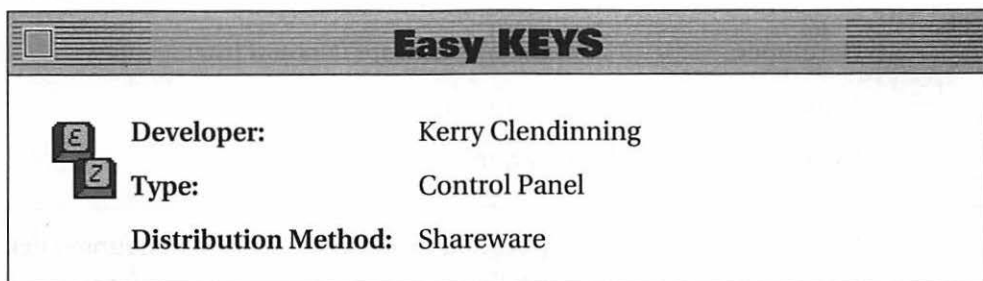 Easy KEYS
Ɛ
Z
Developer: Kerry Clendinning
Type: Control Panel
Distribution Method: Shareware